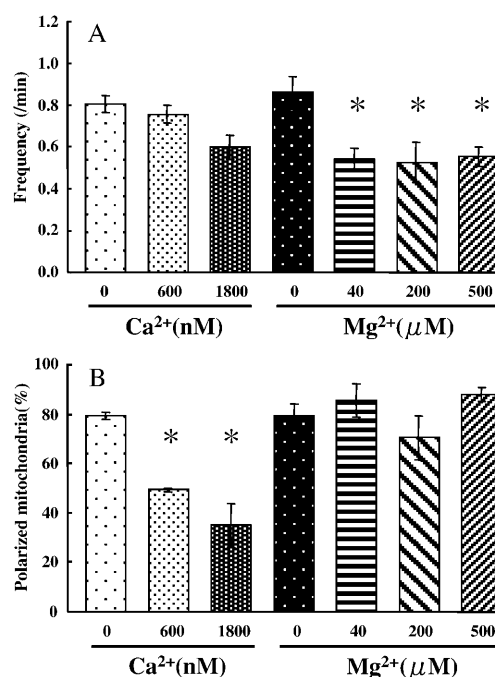 A
Frequency (/min)
1.2
1.0
0.8
0.6
0.4
0.2
0.0
* * *
0 600 1800 0 40 200 500
Ca²⁺(nM) Mg²⁺(μM)
B
Polarized mitochondria(%)
100
80
60
40
20
0
* *
0 600 1800 0 40 200 500
Ca²⁺(nM) Mg²⁺(μM)